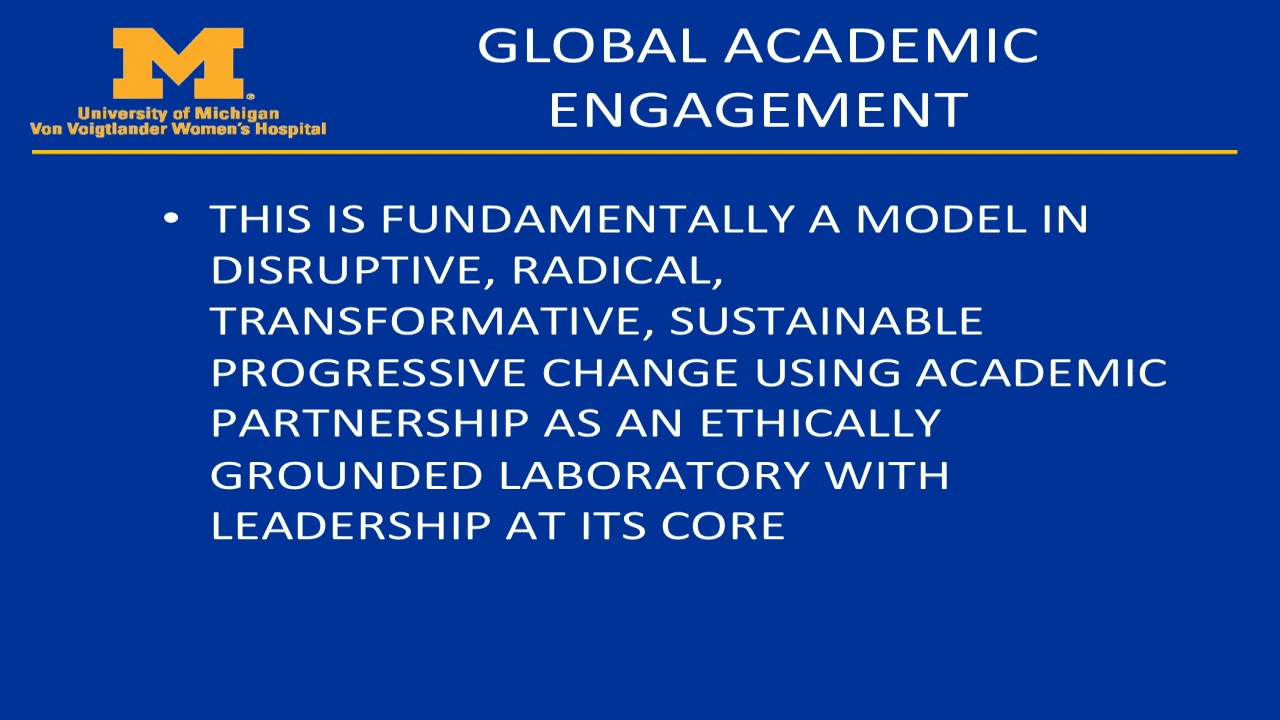 M®
University of Michigan
Von Voigtlander Women's Hospital
GLOBAL ACADEMIC
ENGAGEMENT
• THIS IS FUNDAMENTALLY A MODEL IN
DISRUPTIVE, RADICAL,
TRANSFORMATIVE, SUSTAINABLE
PROGRESSIVE CHANGE USING ACADEMIC
PARTNERSHIP AS AN ETHICALLY
GROUNDED LABORATORY WITH
LEADERSHIP AT ITS CORE